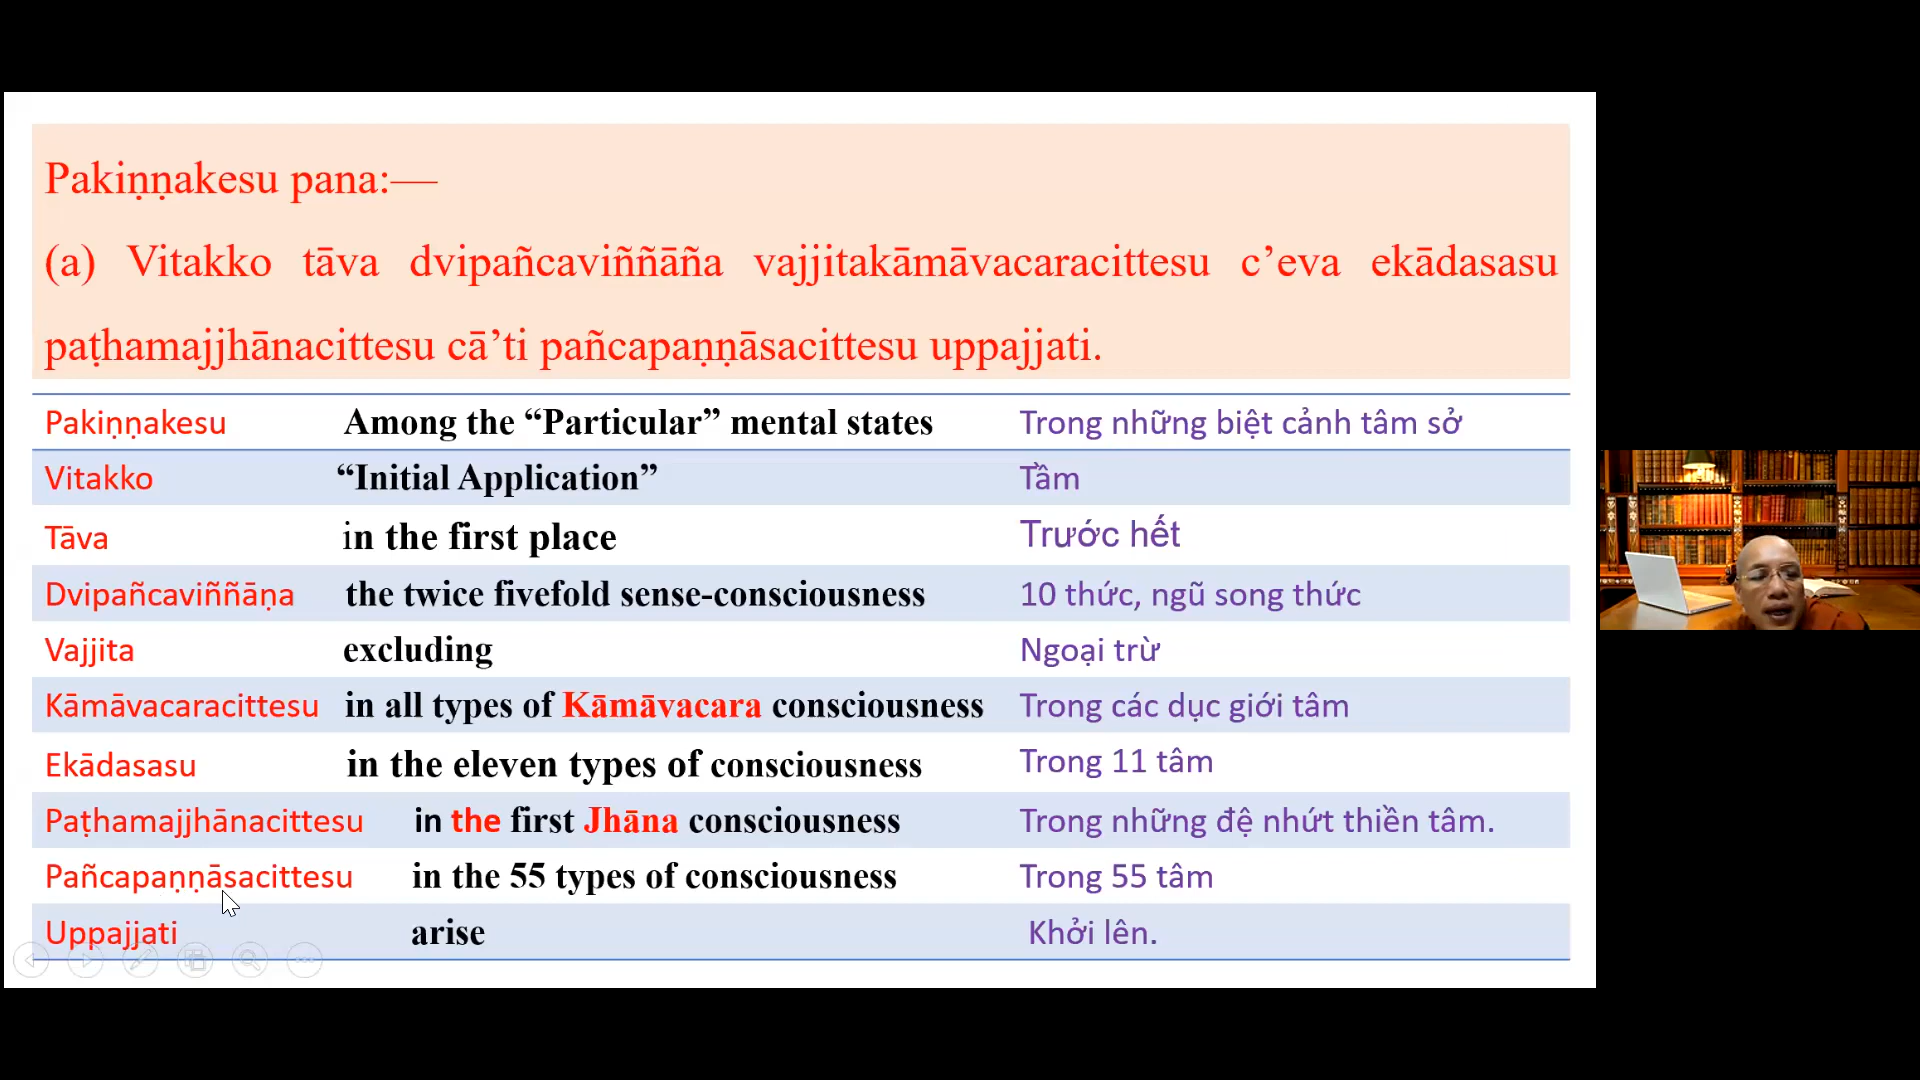 Pakiṇṇakesu pana:—
(a) Vitakko tāva dvipañcaviññāña vajjitakāmāvacaracittesu c’eva ekādasasu
paṭhamajjhānacittesu cā’ti pañcapaṇṇāsacittesu uppajjati.
Pakiṇṇakesu Among the “Particular” mental states Trong những biệt cảnh tâm sở
Vitakko “Initial Application” Tầm
Tāva in the first place Trước hết
Dvipañcaviññāṇa the twice fivefold sense-consciousness 10 thức, ngũ song thức
Vajjita excluding Ngoại trừ
Kāmāvacaracittesu in all types of Kāmāvacara consciousness Trong các dục giới tâm
Ekādasasu in the eleven types of consciousness Trong 11 tâm
Paṭhamajjhānacittesu in the first Jhāna consciousness Trong những đệ nhứt thiền tâm.
Pañcapaṇṇāsacittesu in the 55 types of consciousness Trong 55 tâm
Uppajjati arise Khởi lên.